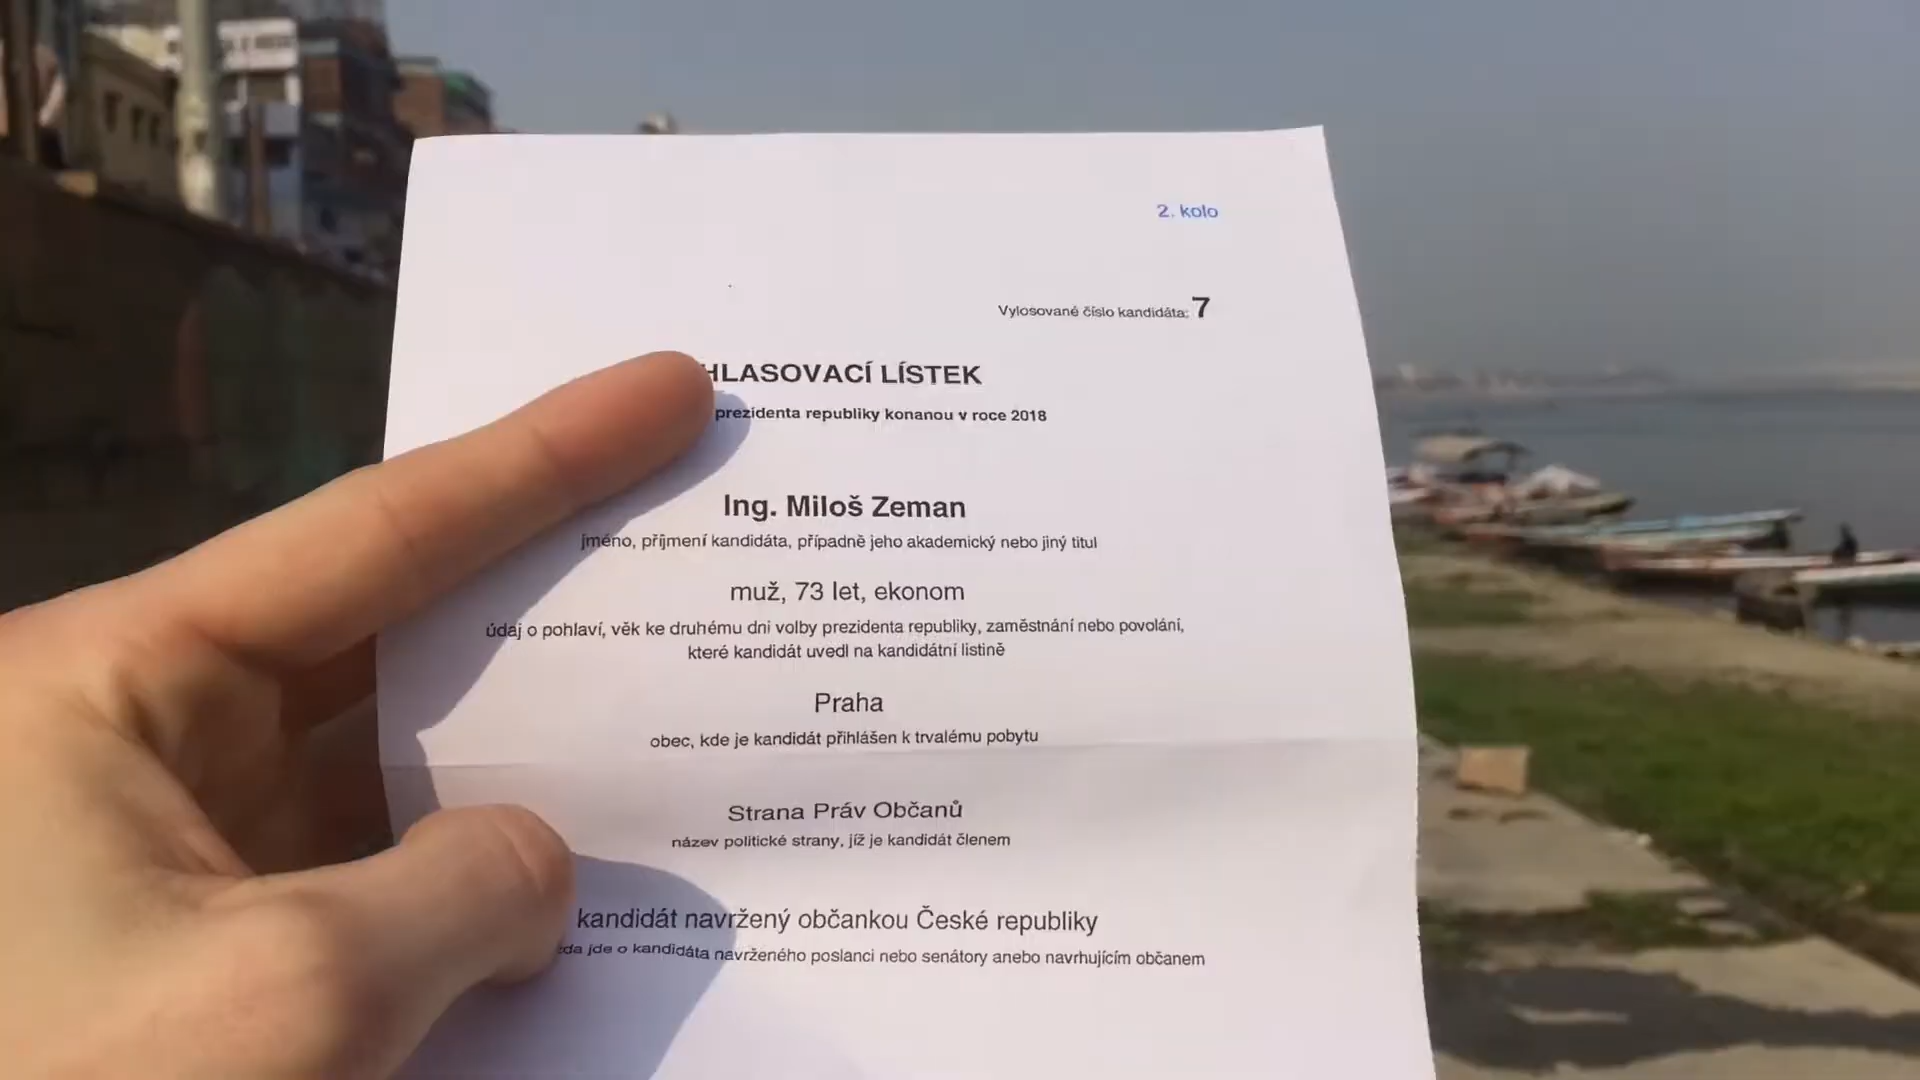 2. kolo
Vylosované číslo kandidáta: 7
HLASOVACÍ LÍSTEK
prezidenta republiky konanou v roce 2018
Ing. Miloš Zeman
jméno, příjmení kandidáta, případně jeho akademický nebo jiný titul
muž, 73 let, ekonom
údaj o pohlaví, věk ke druhému dni volby prezidenta republiky, zaměstnání nebo povolání,
které kandidát uvedl na kandidátní listině
Praha
obec, kde je kandidát přihlášen k trvalému pobytu
Strana Práv Občanů
název politické strany, jíž je kandidát členem
kandidát navržený občankou České republiky
jde o kandidáta navrženého poslanci nebo senátory anebo navrhujícím občanem